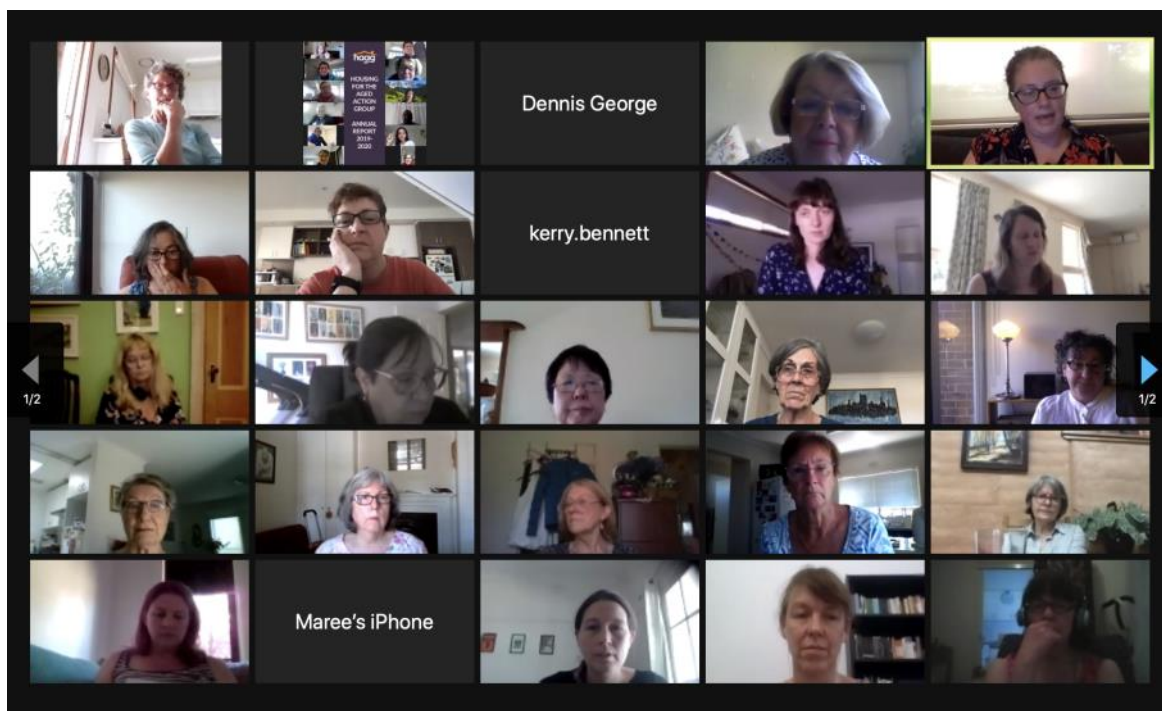 haag
HOUSING
FOR THE
AGED
ACTION
GROUP
ANNUAL
REPORT
2019-
2020
Dennis George
kerry.bennett
1/2
1/2
Maree's iPhone